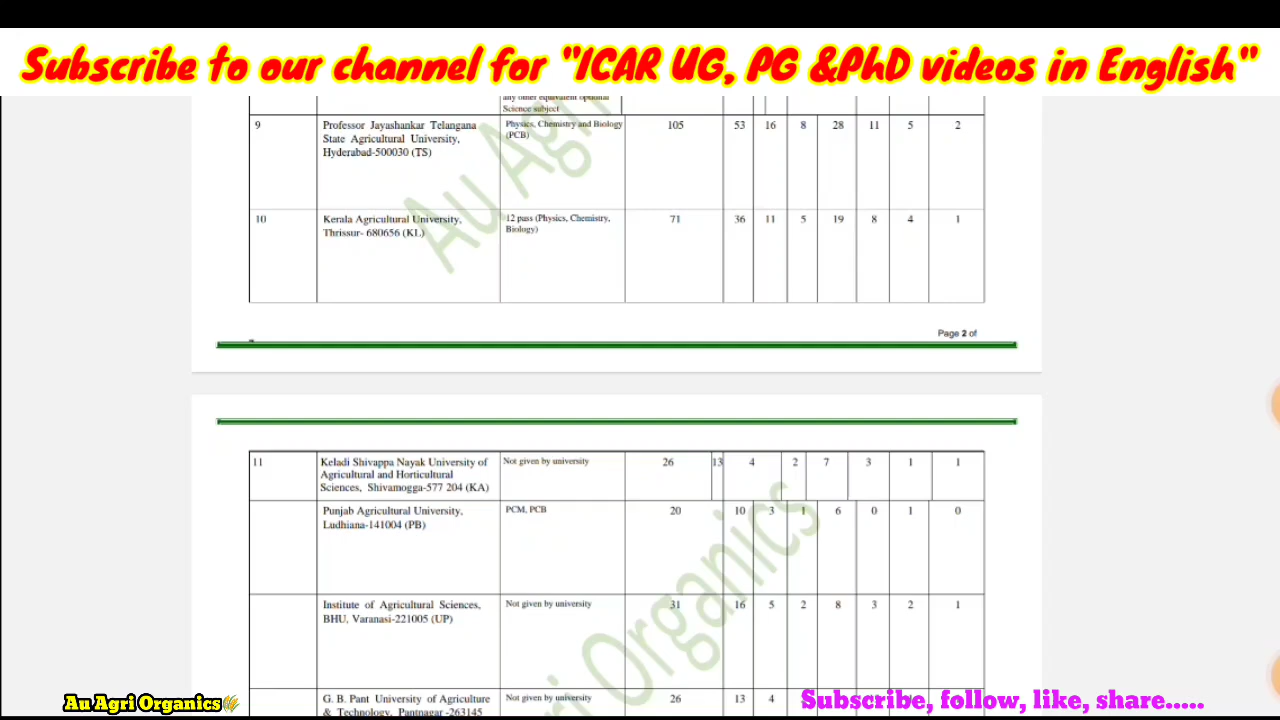 Subscribe to our channel for "ICAR UG, PG &PhD videos in English"
any other equivalent optional
Science subject
9 Professor Jayashankar Telangana Physics, Chemistry and Biology 105 53 16 8 28 11 5 2
State Agricultural University, (PCB)
Hyderabad-500030 (TS)
10 Kerala Agricultural University, 12 pass (Physics, Chemistry, 71 36 11 5 19 8 4 1
Thrissur- 680656 (KL) Biology)
Page 2 of
11 Keladi Shivappa Nayak University of Not given by university 26 13 4 2 7 3 1 1
Agricultural and Horticultural
Sciences, Shivamogga-577 204 (KA)
Punjab Agricultural University, PCM, PCB 20 10 3 1 6 0 1 0
Ludhiana-141004 (PB)
Institute of Agricultural Sciences, Not given by university 31 16 5 2 8 3 2 1
BHU, Varanasi-221005 (UP)
G. B. Pant University of Agriculture Not given by university 26 13 4
& Technology, Pantnagar-263145
Au Agri
Agri Organics
Au Agri Organics
Subscribe, follow, like, share.....